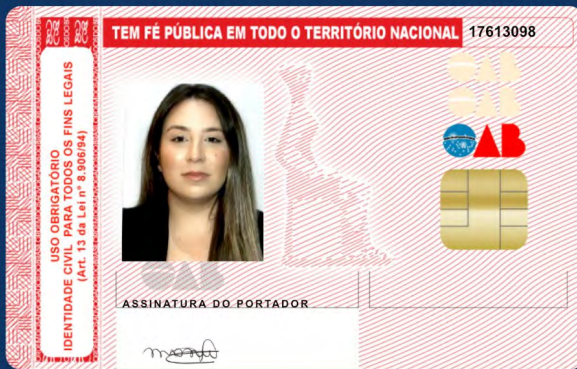 TEM FÉ PÚBLICA EM TODO O TERRITÓRIO NACIONAL 17613098
USO OBRIGATÓRIO
IDENTIDADE CIVIL PARA TODOS OS FINS LEGAIS
(Art. 13 da Lei nº 8.906/94)
OAB
OAB
OAB
OAB
ASSINATURA DO PORTADOR